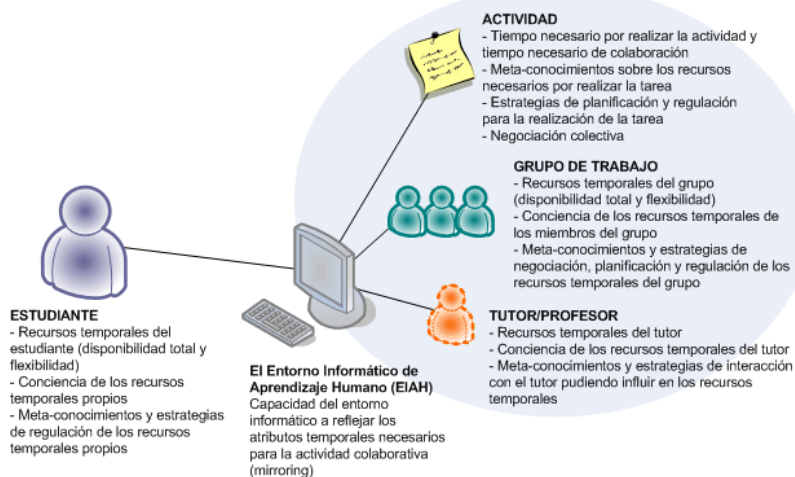 ACTIVIDAD
- Tiempo necesario por realizar la actividad y
tiempo necesario de colaboración
- Meta-conocimientos sobre los recursos
necesarios por realizar la tarea
- Estrategias de planificación y regulación
para la realización de la tarea
- Negociación colectiva
GRUPO DE TRABAJO
- Recursos temporales del grupo
(disponibilidad total y flexibilidad)
- Conciencia de los recursos temporales de
los miembros del grupo
- Meta-conocimientos y estrategias de
negociación, planificación y regulación de los
recursos temporales del grupo
TUTOR/PROFESOR
- Recursos temporales del tutor
- Conciencia de los recursos temporales del tutor
- Meta-conocimientos y estrategias de interacción
con el tutor pudiendo influir en los recursos
temporales
ESTUDIANTE
- Recursos temporales del
estudiante (disponibilidad total y
flexibilidad)
- Conciencia de los recursos
temporales propios
- Meta-conocimientos y estrategias
de regulación de los recursos
temporales propios
El Entorno Informático de
Aprendizaje Humano (EIAH)
Capacidad del entorno
informático a reflejar los
atributos temporales necesarios
para la actividad colaborativa
(mirroring)